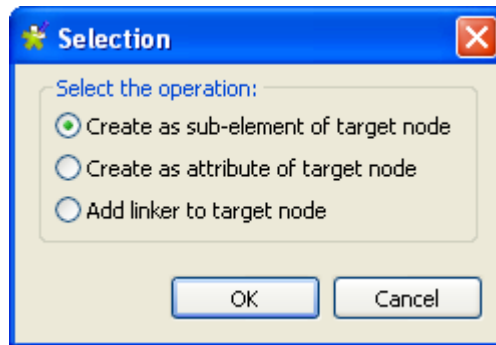 Selection
Select the operation:
Create as sub-element of target node
Create as attribute of target node
Add linker to target node
OK
Cancel